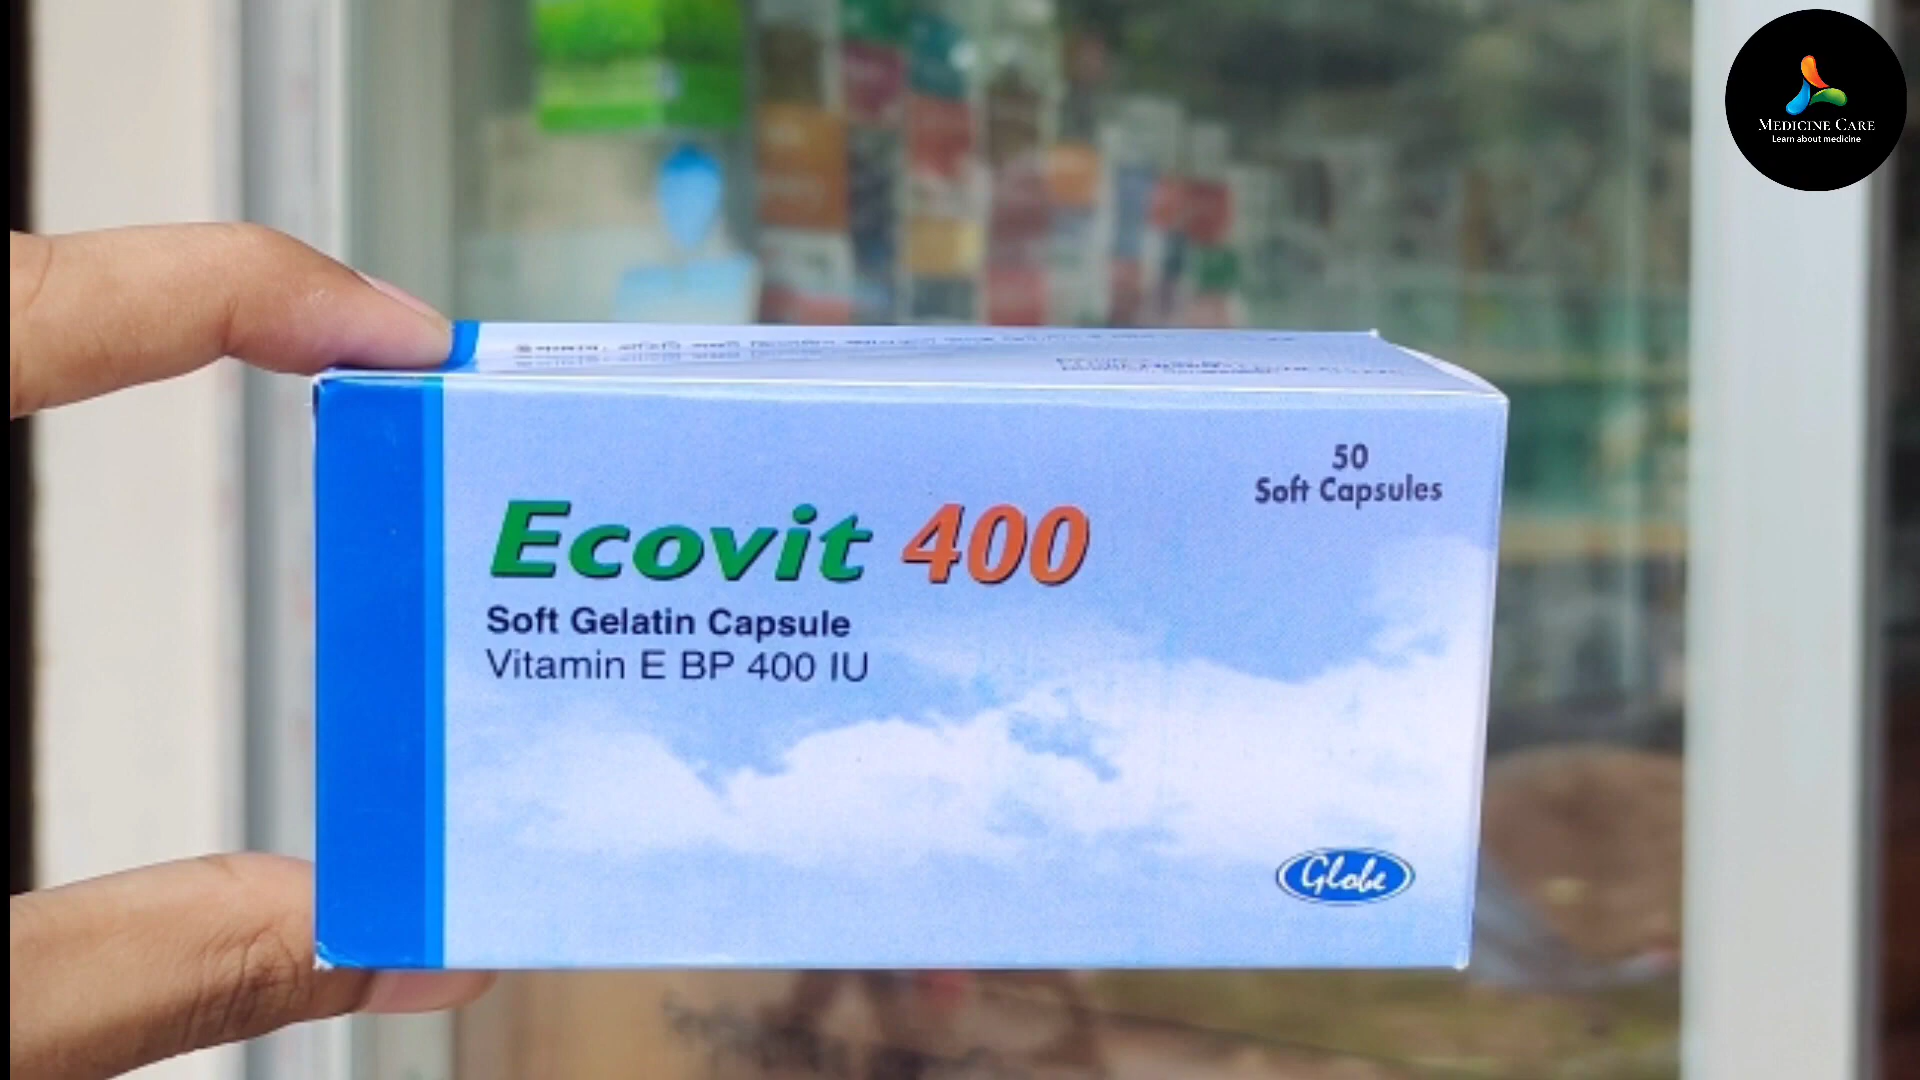 MEDICINE CARE
Learn about medicine
50
Soft Capsules
Ecovit 400
Soft Gelatin Capsule
Vitamin E BP 400 IU
Globe